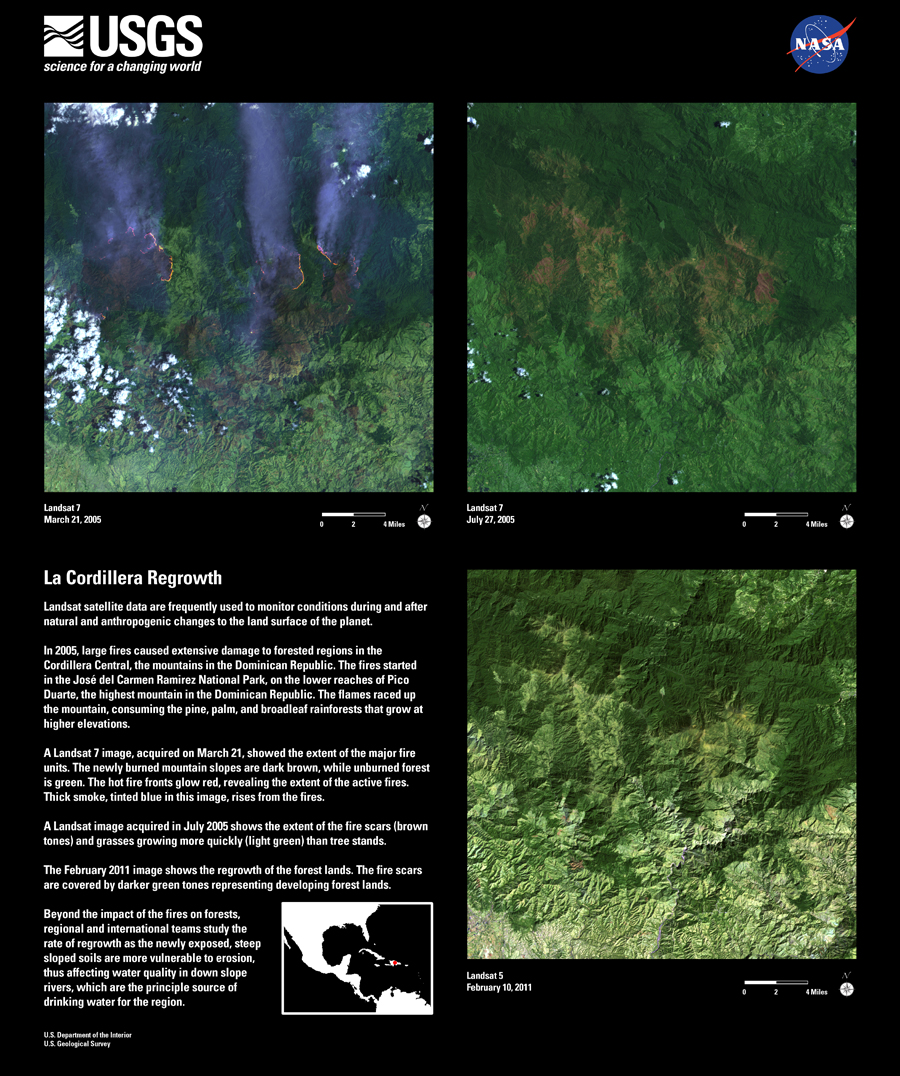 USGS
science for a changing world
NASA
Landsat 7
March 21, 2005
0 2 4 Miles
N
Landsat 7
July 27, 2005
0 2 4 Miles
N
La Cordillera Regrowth
Landsat satellite data are frequently used to monitor conditions during and after
natural and anthropogenic changes to the land surface of the planet.
In 2005, large fires caused extensive damage to forested regions in the
Cordillera Central, the mountains in the Dominican Republic. The fires started
in the José del Carmen Ramirez National Park, on the lower reaches of Pico
Duarte, the highest mountain in the Dominican Republic. The flames raced up
the mountain, consuming the pine, palm, and broadleaf rainforests that grow at
higher elevations.
A Landsat 7 image, acquired on March 21, showed the extent of the major fire
units. The newly burned mountain slopes are dark brown, while unburned forest
is green. The hot fire fronts glow red, revealing the extent of the active fires.
Thick smoke, tinted blue in this image, rises from the fires.
A Landsat image acquired in July 2005 shows the extent of the fire scars (brown
tones) and grasses growing more quickly (light green) than tree stands.
The February 2011 image shows the regrowth of the forest lands. The fire scars
are covered by darker green tones representing developing forest lands.
Beyond the impact of the fires on forests,
regional and international teams study the
rate of regrowth as the newly exposed, steep
sloped soils are more vulnerable to erosion,
thus affecting water quality in down slope
rivers, which are the principle source of
drinking water for the region.
Landsat 5
February 10, 2011
0 2 4 Miles
N
U.S. Department of the Interior
U.S. Geological Survey